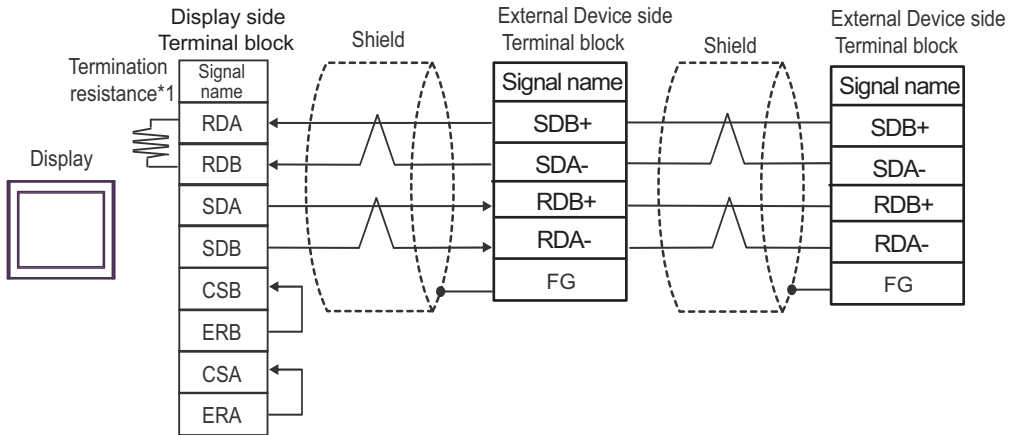 Display side
Terminal block
Shield
External Device side
Terminal block
Shield
External Device side
Terminal block
Termination
resistance*1
Display
Signal
name
RDA
RDB
SDA
SDB
CSB
ERB
CSA
ERA
Signal name
SDB+
SDA-
RDB+
RDA-
FG
Signal name
SDB+
SDA-
RDB+
RDA-
FG